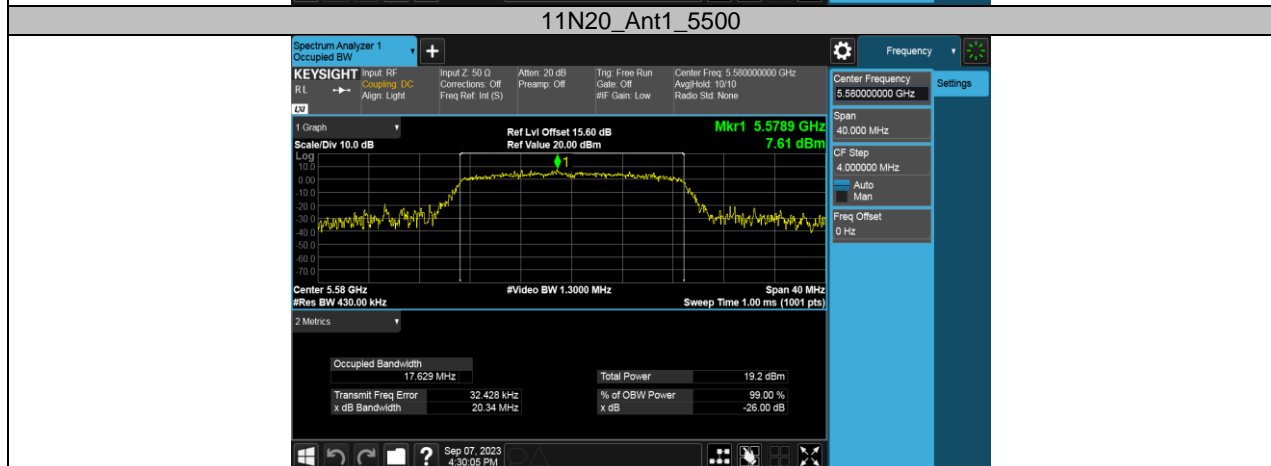 11N20_Ant1_5500
Spectrum Analyzer 1
Occupied BW
+
Frequency
KEYSIGHT
RL
LXI
Input: RF
Coupling: DC
Align: Light
Input Z: 50 Ω
Corrections: Off
Freq Ref: Int (S)
Atten: 20 dB
Preamp: Off
Trig: Free Run
Gate: Off
#IF Gain: Low
Center Freq: 5.580000000 GHz
Avg|Hold: 10/10
Radio Std: None
Center Frequency
5.580000000 GHz
Settings
Span
40.000 MHz
CF Step
4.000000 MHz
Auto
Man
Freq Offset
0 Hz
1 Graph
Scale/Div 10.0 dB
Ref Lvl Offset 15.60 dB
Ref Value 20.00 dBm
Mkr1 5.5789 GHz
7.61 dBm
Log
10.0
0.00
-10.0
-20.0
-30.0
-40.0
-50.0
-60.0
-70.0
1
Center 5.58 GHz
#Res BW 430.00 kHz
#Video BW 1.3000 MHz
Span 40 MHz
Sweep Time 1.00 ms (1001 pts)
2 Metrics
Occupied Bandwidth
17.629 MHz
Total Power 19.2 dBm
Transmit Freq Error 32.428 kHz
% of OBW Power 99.00 %
x dB Bandwidth 20.34 MHz
x dB -26.00 dB
?
Sep 07, 2023
4:30:05 PM